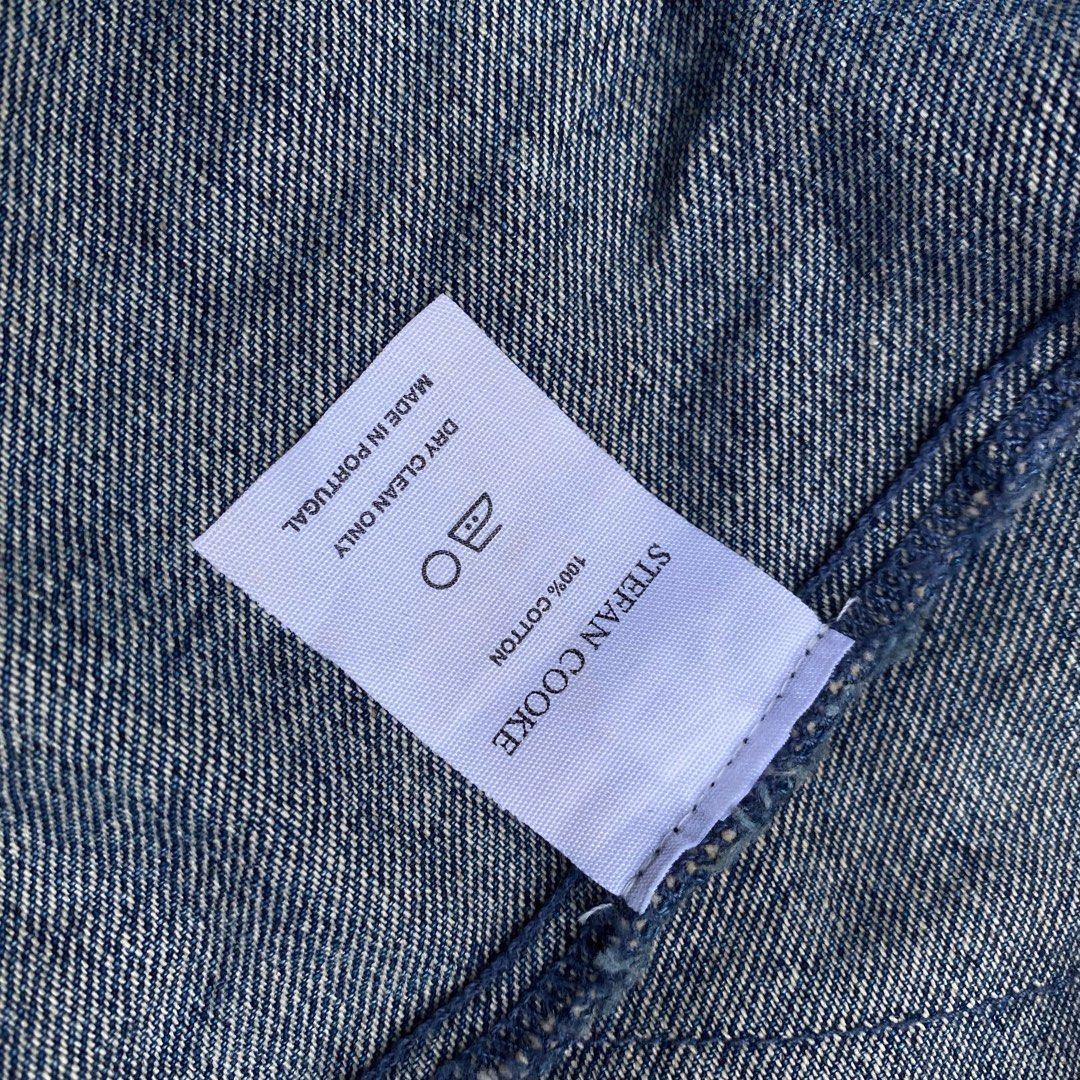 STEFAN COOKE
100% COTTON
DRY CLEAN ONLY
MADE IN PORTUGAL